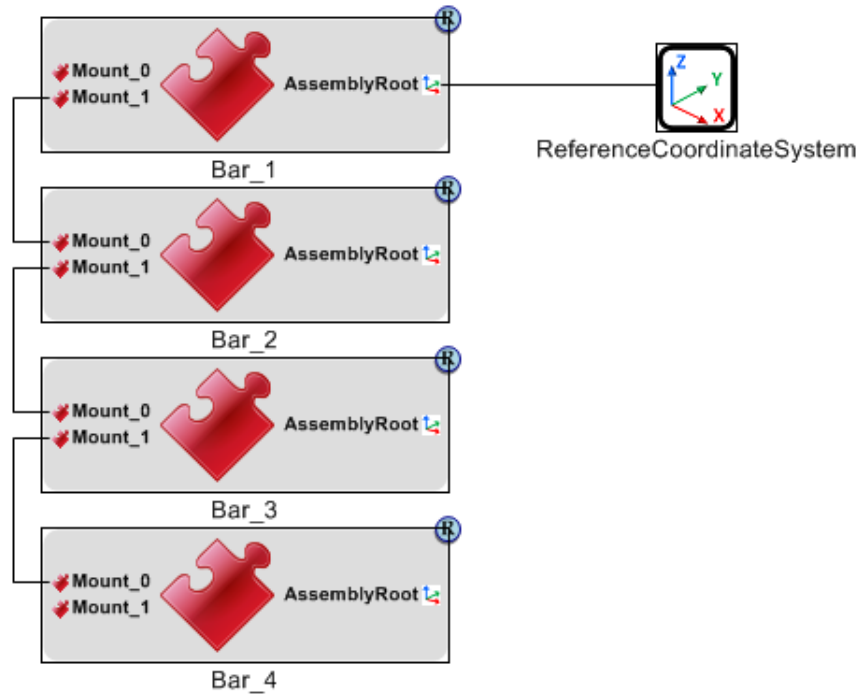 R
Mount_0
Mount_1
AssemblyRoot
Bar_1
Z
Y
X
ReferenceCoordinateSystem
R
Mount_0
Mount_1
AssemblyRoot
Bar_2
R
Mount_0
Mount_1
AssemblyRoot
Bar_3
R
Mount_0
Mount_1
AssemblyRoot
Bar_4